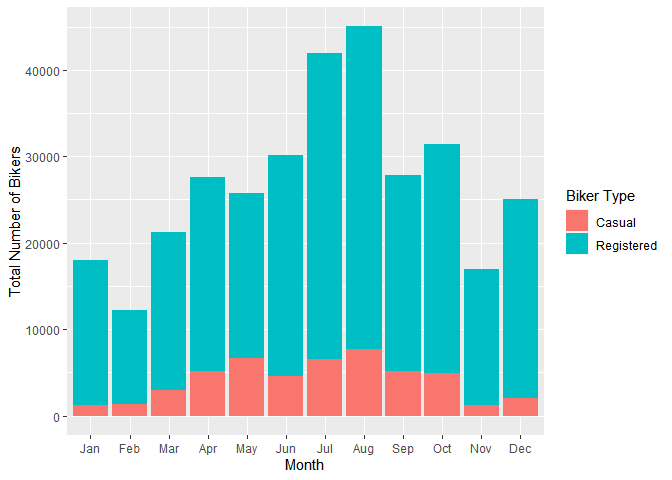 40000
30000
20000
10000
0
Total Number of Bikers
Jan Feb Mar Apr May Jun Jul Aug Sep Oct Nov Dec
Month
Biker Type
Casual
Registered